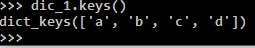 >>> dic_1.keys()
dict_keys(['a', 'b', 'c', 'd'])
>>>